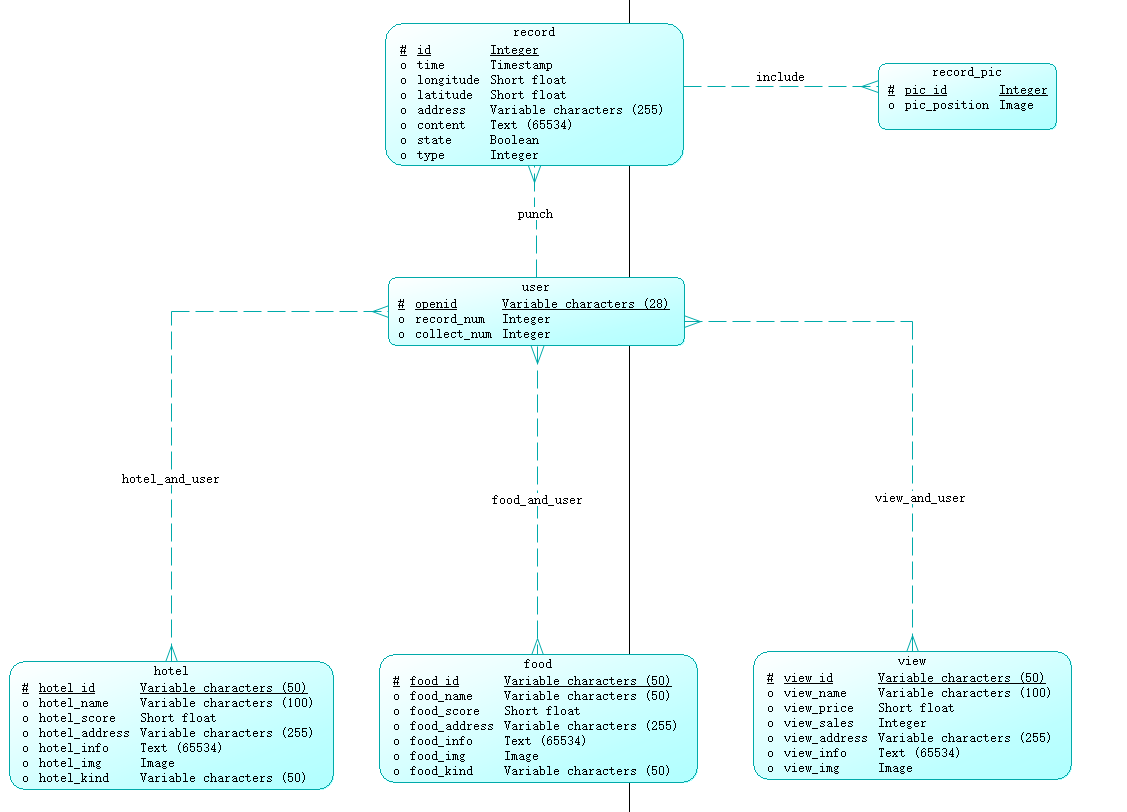 record
# id Integer
o time Timestamp
o longitude Short float
o latitude Short float
o address Variable characters (255)
o content Text (65534)
o state Boolean
o type Integer
include
record_pic
# pic_id Integer
o pic_position Image
punch
user
# openid Variable characters (28)
o record_num Integer
o collect_num Integer
hotel_and_user
food_and_user
view_and_user
hotel
# hotel_id Variable characters (50)
o hotel_name Variable characters (100)
o hotel_score Short float
o hotel_address Variable characters (255)
o hotel_info Text (65534)
o hotel_img Image
o hotel_kind Variable characters (50)
food
# food_id Variable characters (50)
o food_name Variable characters (50)
o food_score Short float
o food_address Variable characters (255)
o food_info Text (65534)
o food_img Image
o food_kind Variable characters (50)
view
# view_id Variable characters (50)
o view_name Variable characters (100)
o view_price Short float
o view_sales Integer
o view_address Variable characters (255)
o view_info Text (65534)
o view_img Image